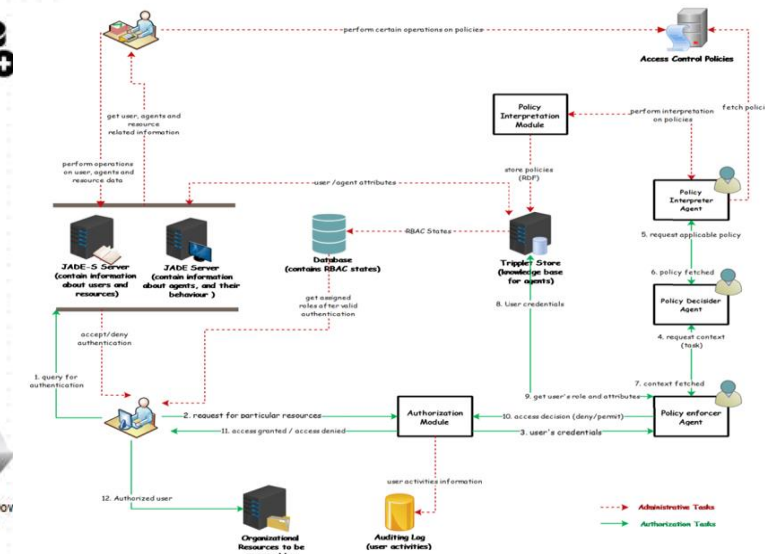 perform certain operations on policies
Access Control Policies
get user, agents and
resource
related information
Policy
Interpretation
Module
perform interpretation
on policies
fetch polici
perform operations
on user, agents and
resource data
store policies
(RDF)
user /agent attributes
Policy
Interpreter
Agent
RBAC States
JADE-S Server
(contain information
about users and
resources)
JADE Server
(contain information
about agents, and their
behaviour )
Database
(contains RBAC states)
Tripplet Store
(knowledge base
for agents)
5. request applicable policy
6. policy fetched
get assigned
roles after valid
authentication
8. User credentials
Policy Decisider
Agent
accept/deny
authentication
4. request context
(task)
1. query for
authentication
7. context fetched
9. get user's role and attributes
2. request for particular resources
Authorization
Module
10. access decision (deny/permit)
Policy enforcer
Agent
11. access granted / access denied
3. user's credentials
user activities information
12. Authorized user
Organizational
Resources to be
Auditing Log
(user activities)
Administrative Tasks
Authorization Tasks